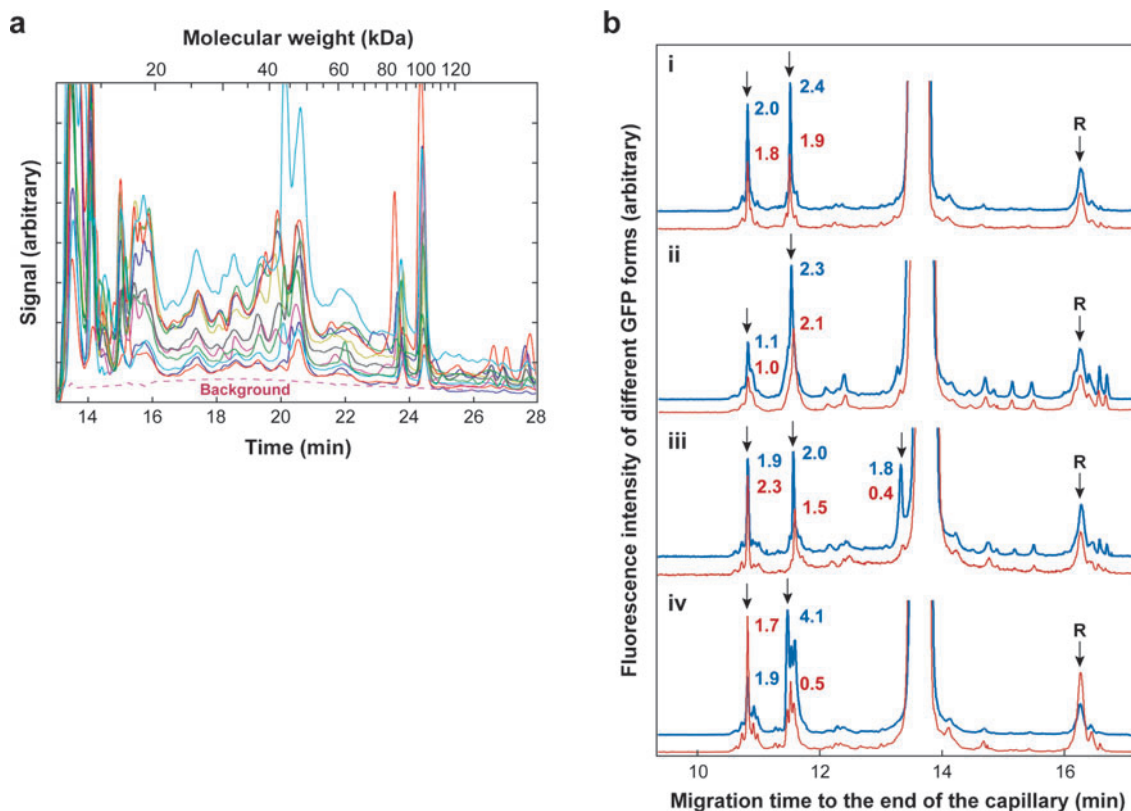 a
Molecular weight (kDa)
20 40 60 80 100 120
Signal (arbitrary)
Background
14 16 18 20 22 24 26 28
Time (min)
b
Fluorescence intensity of different GFP forms (arbitrary)
i
2.0
1.8
2.4
1.9
R
ii
1.1
1.0
2.3
2.1
R
iii
1.9
2.3
2.0
1.5
1.8
0.4
R
iv
1.7
1.9
4.1
0.5
R
10 12 14 16
Migration time to the end of the capillary (min)